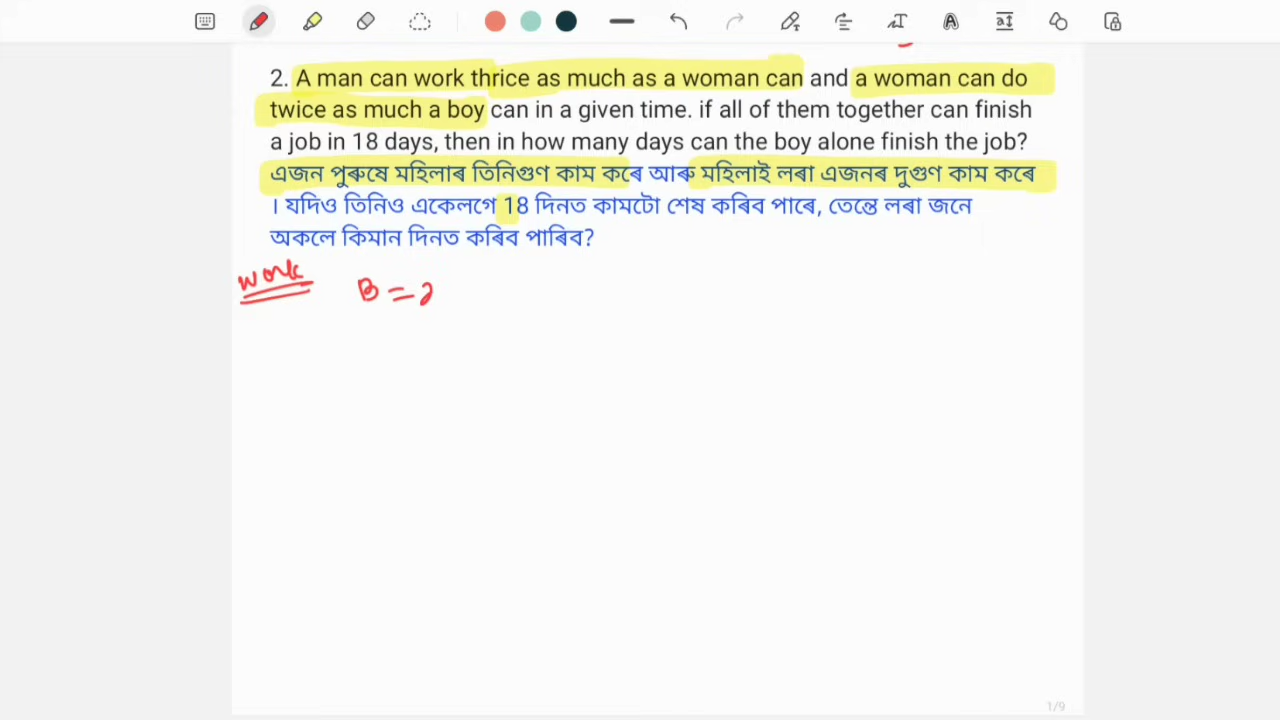 2. A man can work thrice as much as a woman can and a woman can do
twice as much a boy can in a given time. if all of them together can finish
a job in 18 days, then in how many days can the boy alone finish the job?
এজন পুৰুষে মহিলাৰ তিনিগুণ কাম কৰে আৰু মহিলাই লৰা এজনৰ দুগুণ কাম কৰে
। যদিও তিনিও একেলগে 18 দিনত কামটো শেষ কৰিব পাৰে, তেন্তে লৰা জনে
অকলে কিমান দিনত কৰিব পাৰিব?
work B = 2
1/9